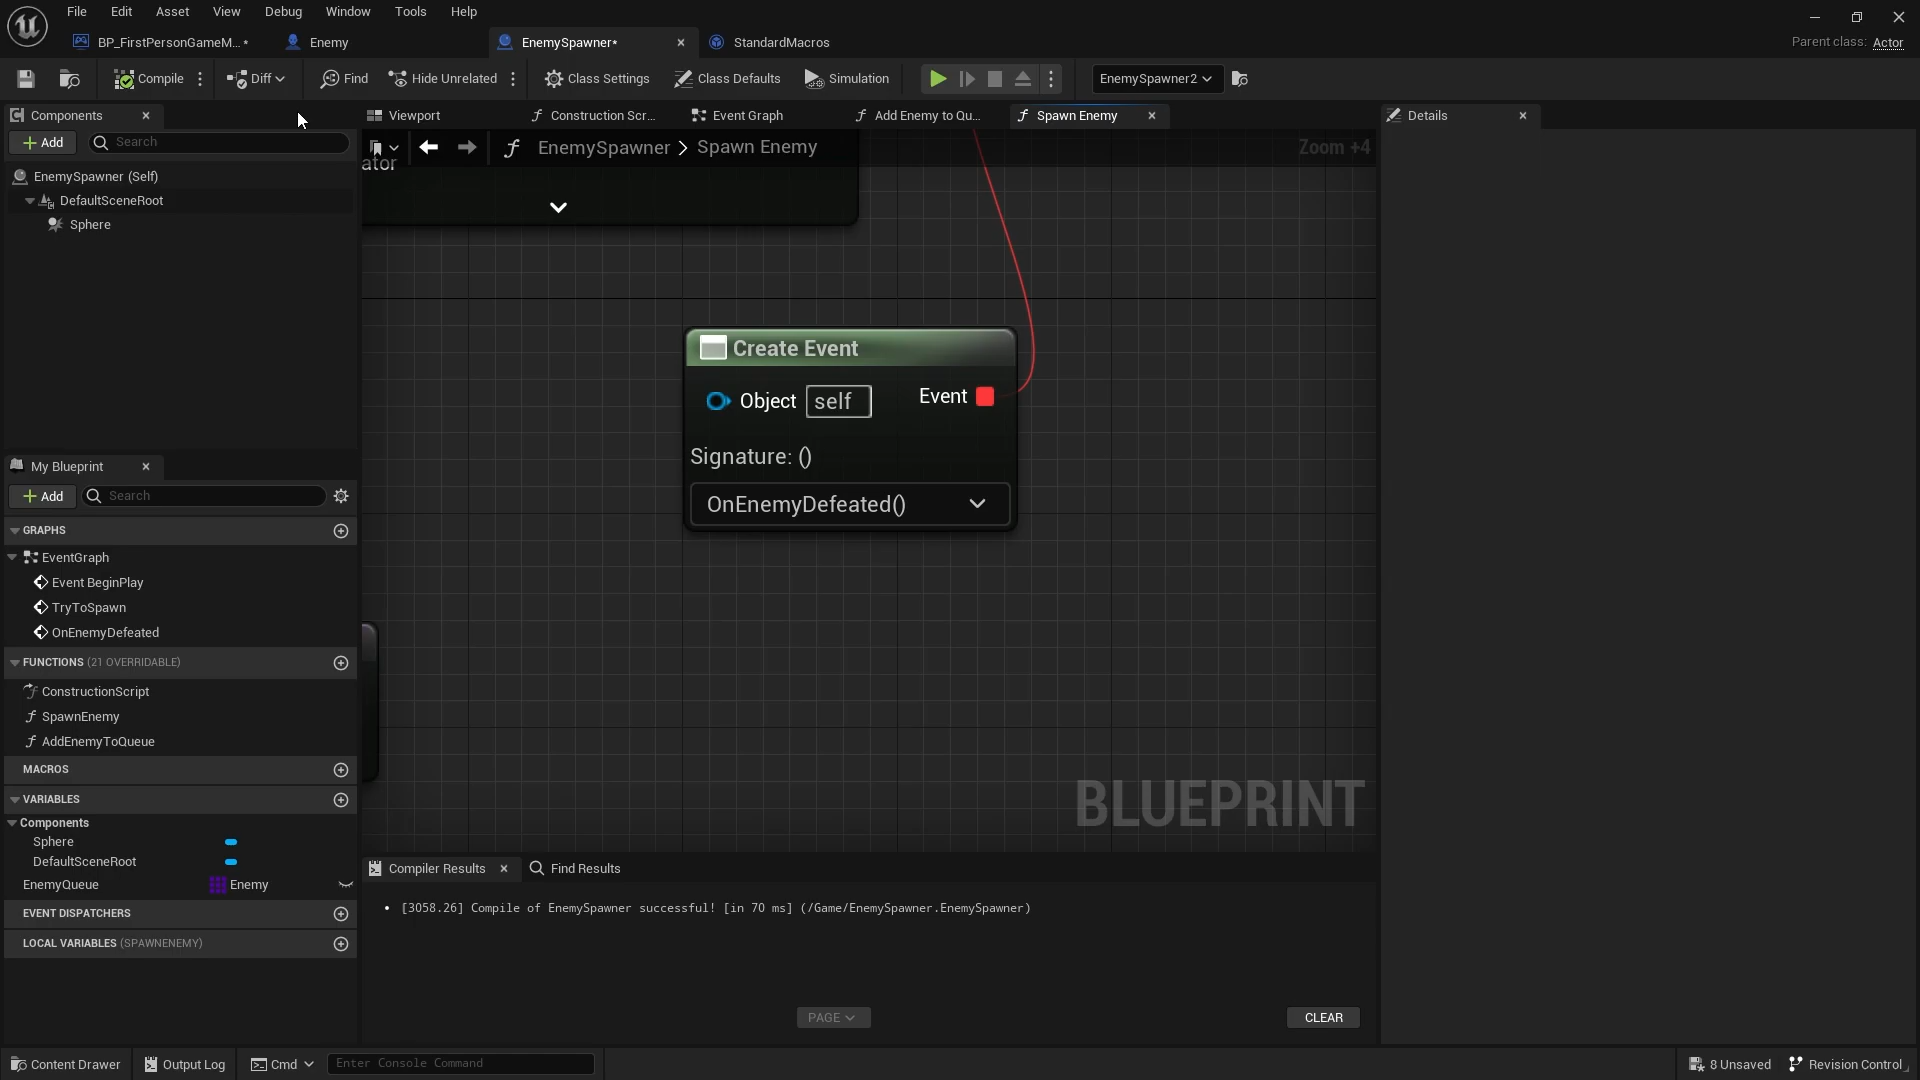 File Edit Asset View Debug Window Tools Help
BP_FirstPersonGameM...• Enemy EnemySpawner• StandardMacros
Parent class: Actor
Compile Diff Find Hide Unrelated Class Settings Class Defaults Simulation EnemySpawner2
Components Viewport Construction Scr... Event Graph Add Enemy to Qu... Spawn Enemy Details
Add Search
EnemySpawner > Spawn Enemy Zoom +4
ator
EnemySpawner (Self)
DefaultSceneRoot
Sphere
Create Event
Object self Event
Signature: ()
OnEnemyDefeated()
My Blueprint
Add Search
GRAPHS
EventGraph
Event BeginPlay
TryToSpawn
OnEnemyDefeated
FUNCTIONS (21 OVERRIDABLE)
ConstructionScript
SpawnEnemy
AddEnemyToQueue
MACROS
VARIABLES
Components
Sphere
DefaultSceneRoot
EnemyQueue Enemy
EVENT DISPATCHERS
LOCAL VARIABLES (SPAWNENEMY)
BLUEPRINT
Compiler Results Find Results
• [3058.26] Compile of EnemySpawner successful! [in 70 ms] (/Game/EnemySpawner.EnemySpawner)
PAGE CLEAR
Content Drawer Output Log Cmd Enter Console Command 8 Unsaved Revision Control